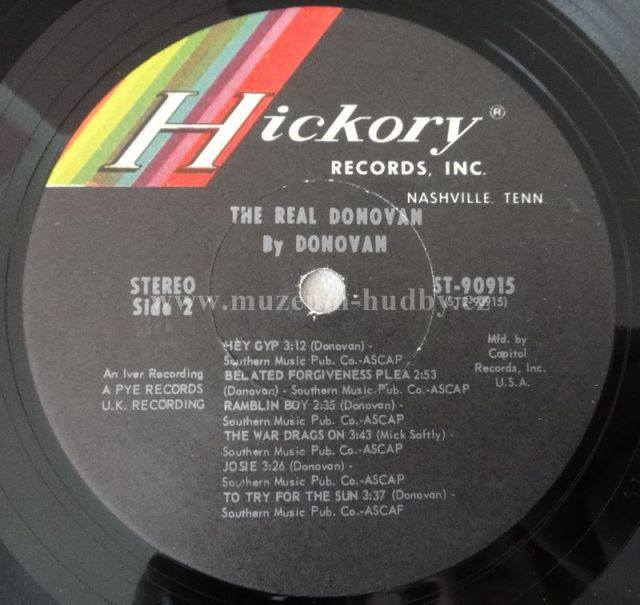 Hickory®
RECORDS, INC.
NASHVILLE. TENN.
THE REAL DONOVAN
By DONOVAN
STEREO
Side 2
ST-90915
(ST2-90915)
www.muzeum-hudby.cz
An Iver Recording
A PYE RECORDS
U.K. RECORDING
Mfd. by
Capitol
Records, Inc.
U.S.A.
HEY GYP 3:12 (Donovan) -
Southern Music Pub. Co.-ASCAP
BELATED FORGIVENESS PLEA 2:53
(Donovan) - Southern Music Pub. Co.-ASCAP
RAMBLIN BOY 2:35 (Donovan) -
Southern Music Pub. Co.-ASCAP
THE WAR DRAGS ON 3:43 (Mick Softly) -
Southern Music Pub. Co.-ASCAP
JOSIE 3:26 (Donovan) -
Southern Music Pub. Co.-ASCAP
TO TRY FOR THE SUN 3:37 (Donovan) -
Southern Music Pub. Co.-ASCAP